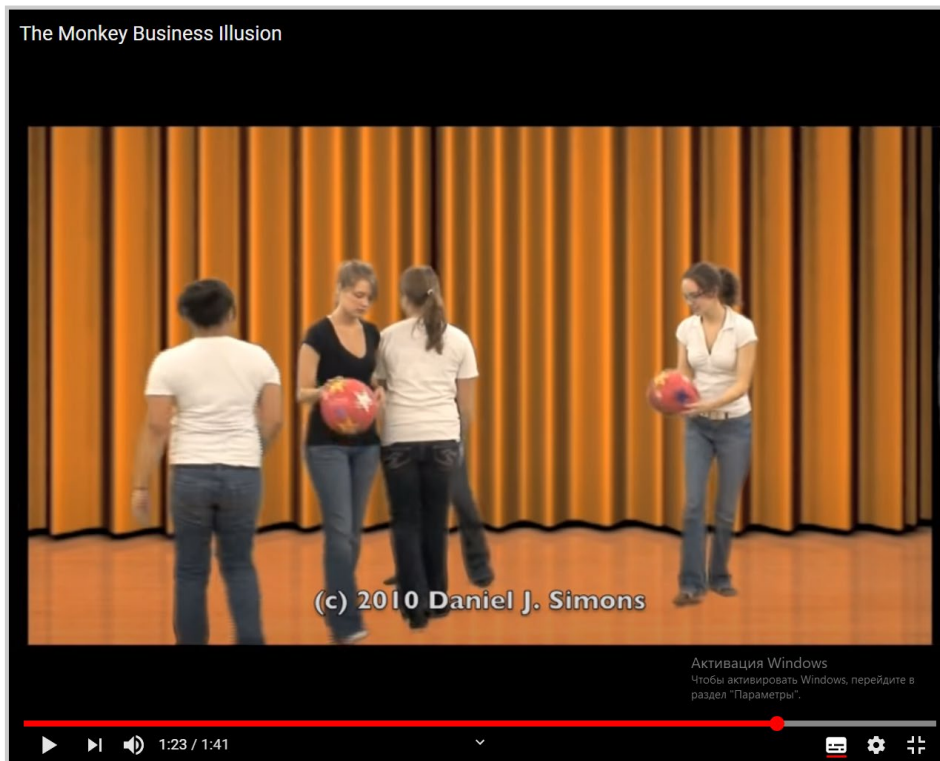 The Monkey Business Illusion
(c) 2010 Daniel J. Simons
Активация Windows
Чтобы активировать Windows, перейдите в
раздел "Параметры".
1:23 / 1:41